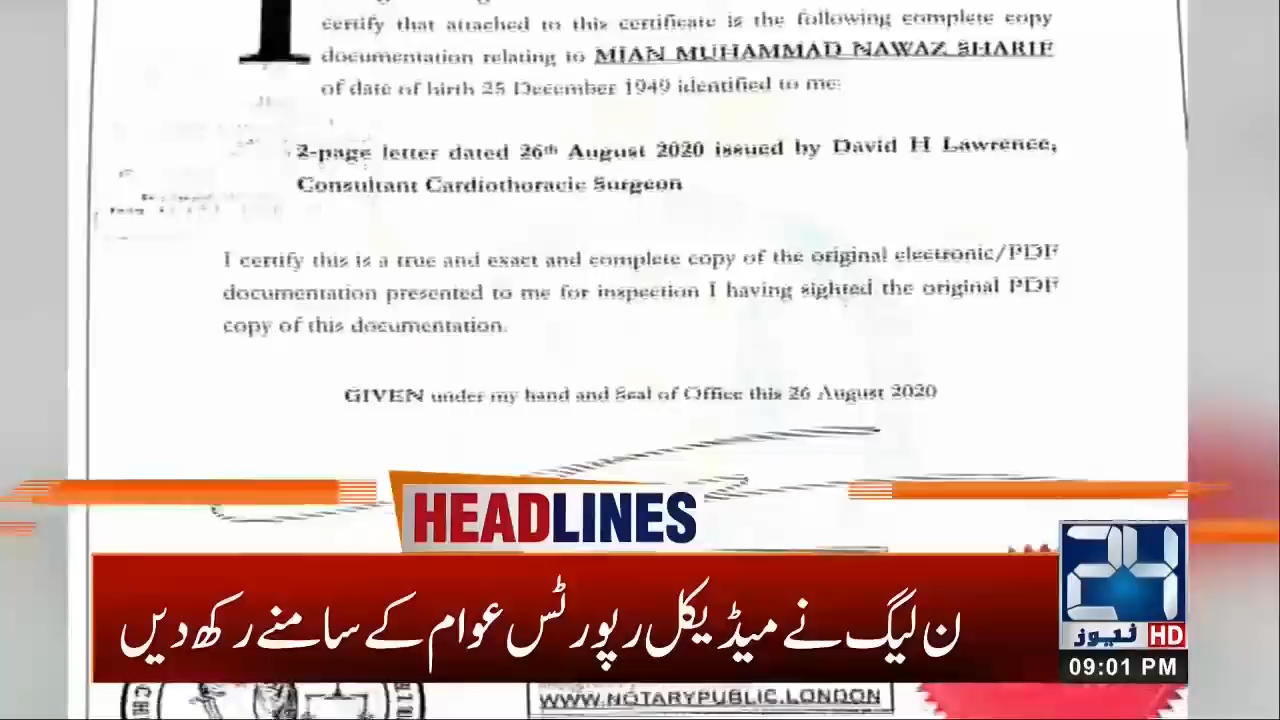 I
certify that attached to this certificate is the following complete copy
documentation relating to MIAN MUHAMMAD NAWAZ SHARIF
of date of birth 25 December 1949 identified to me:
2-page letter dated 26th August 2020 issued by David H Lawrence,
Consultant Cardiothoracic Surgeon
I certify this is a true and exact and complete copy of the original electronic/PDF
documentation presented to me for inspection I having sighted the original PDF
copy of this documentation.
GIVEN under my hand and Seal of Office this 26 August 2020
HEADLINES
ن لیگ نے میڈیکل رپورٹس عوام کے سامنے رکھ دیں
24
نیوز HD
09:01 PM
WWW.NOTARYPUBLIC.LONDON